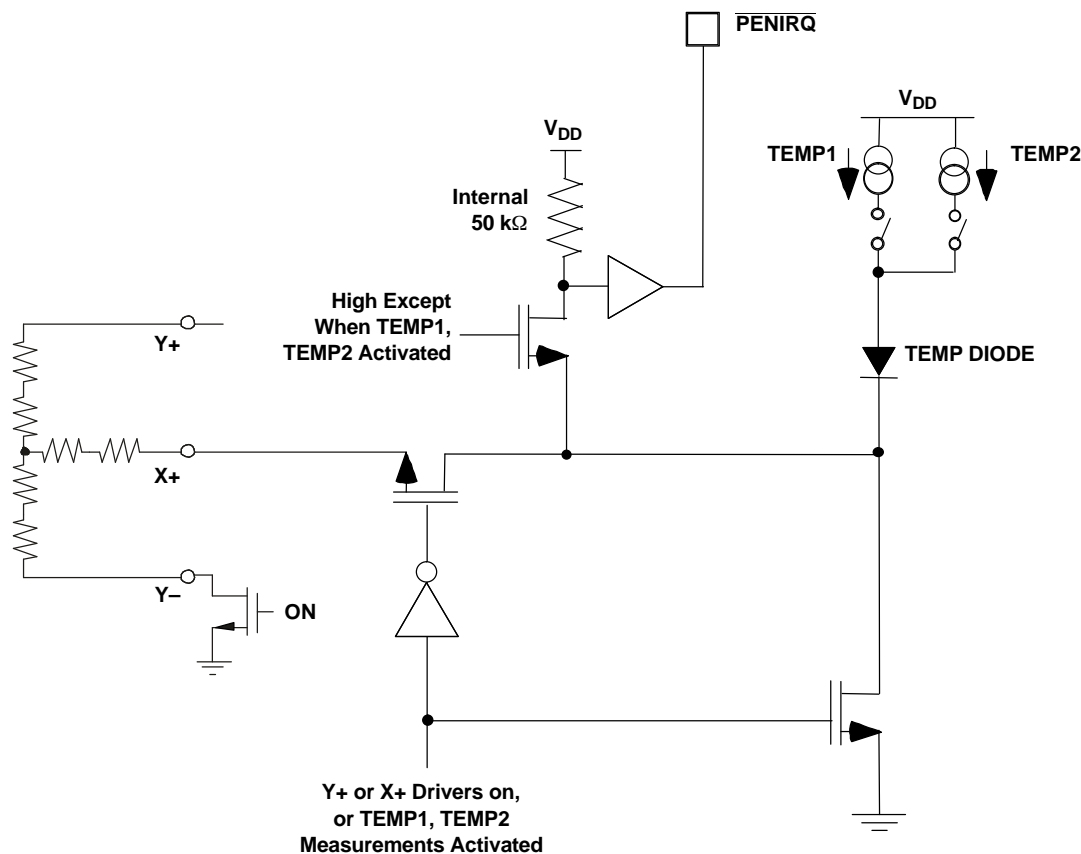 PENIRQ
VDD
TEMP1
TEMP2
VDD
Internal
50 kΩ
High Except
When TEMP1,
TEMP2 Activated
TEMP DIODE
Y+
X+
Y–
ON
Y+ or X+ Drivers on,
or TEMP1, TEMP2
Measurements Activated